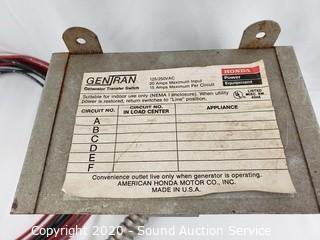 GENTRAN
Generator Transfer Switch
125/250VAC
20 Amperes Maximum Input
15 Amperes Maximum Per Circuit
HONDA
Power
Equipment
Suitable for indoor use only (NEMA 1 enclosure). When utility
power is restored, return switches to "Line" position.
LISTED
CIRCUIT NO.
CIRCUIT NO.
IN LOAD CENTER
APPLIANCE
A
B
C
D
E
F
Convenience outlet live only when generator is operating.
AMERICAN HONDA MOTOR CO., INC.
MADE IN U.S.A.
Copyright 2020 - Sound Auction Service